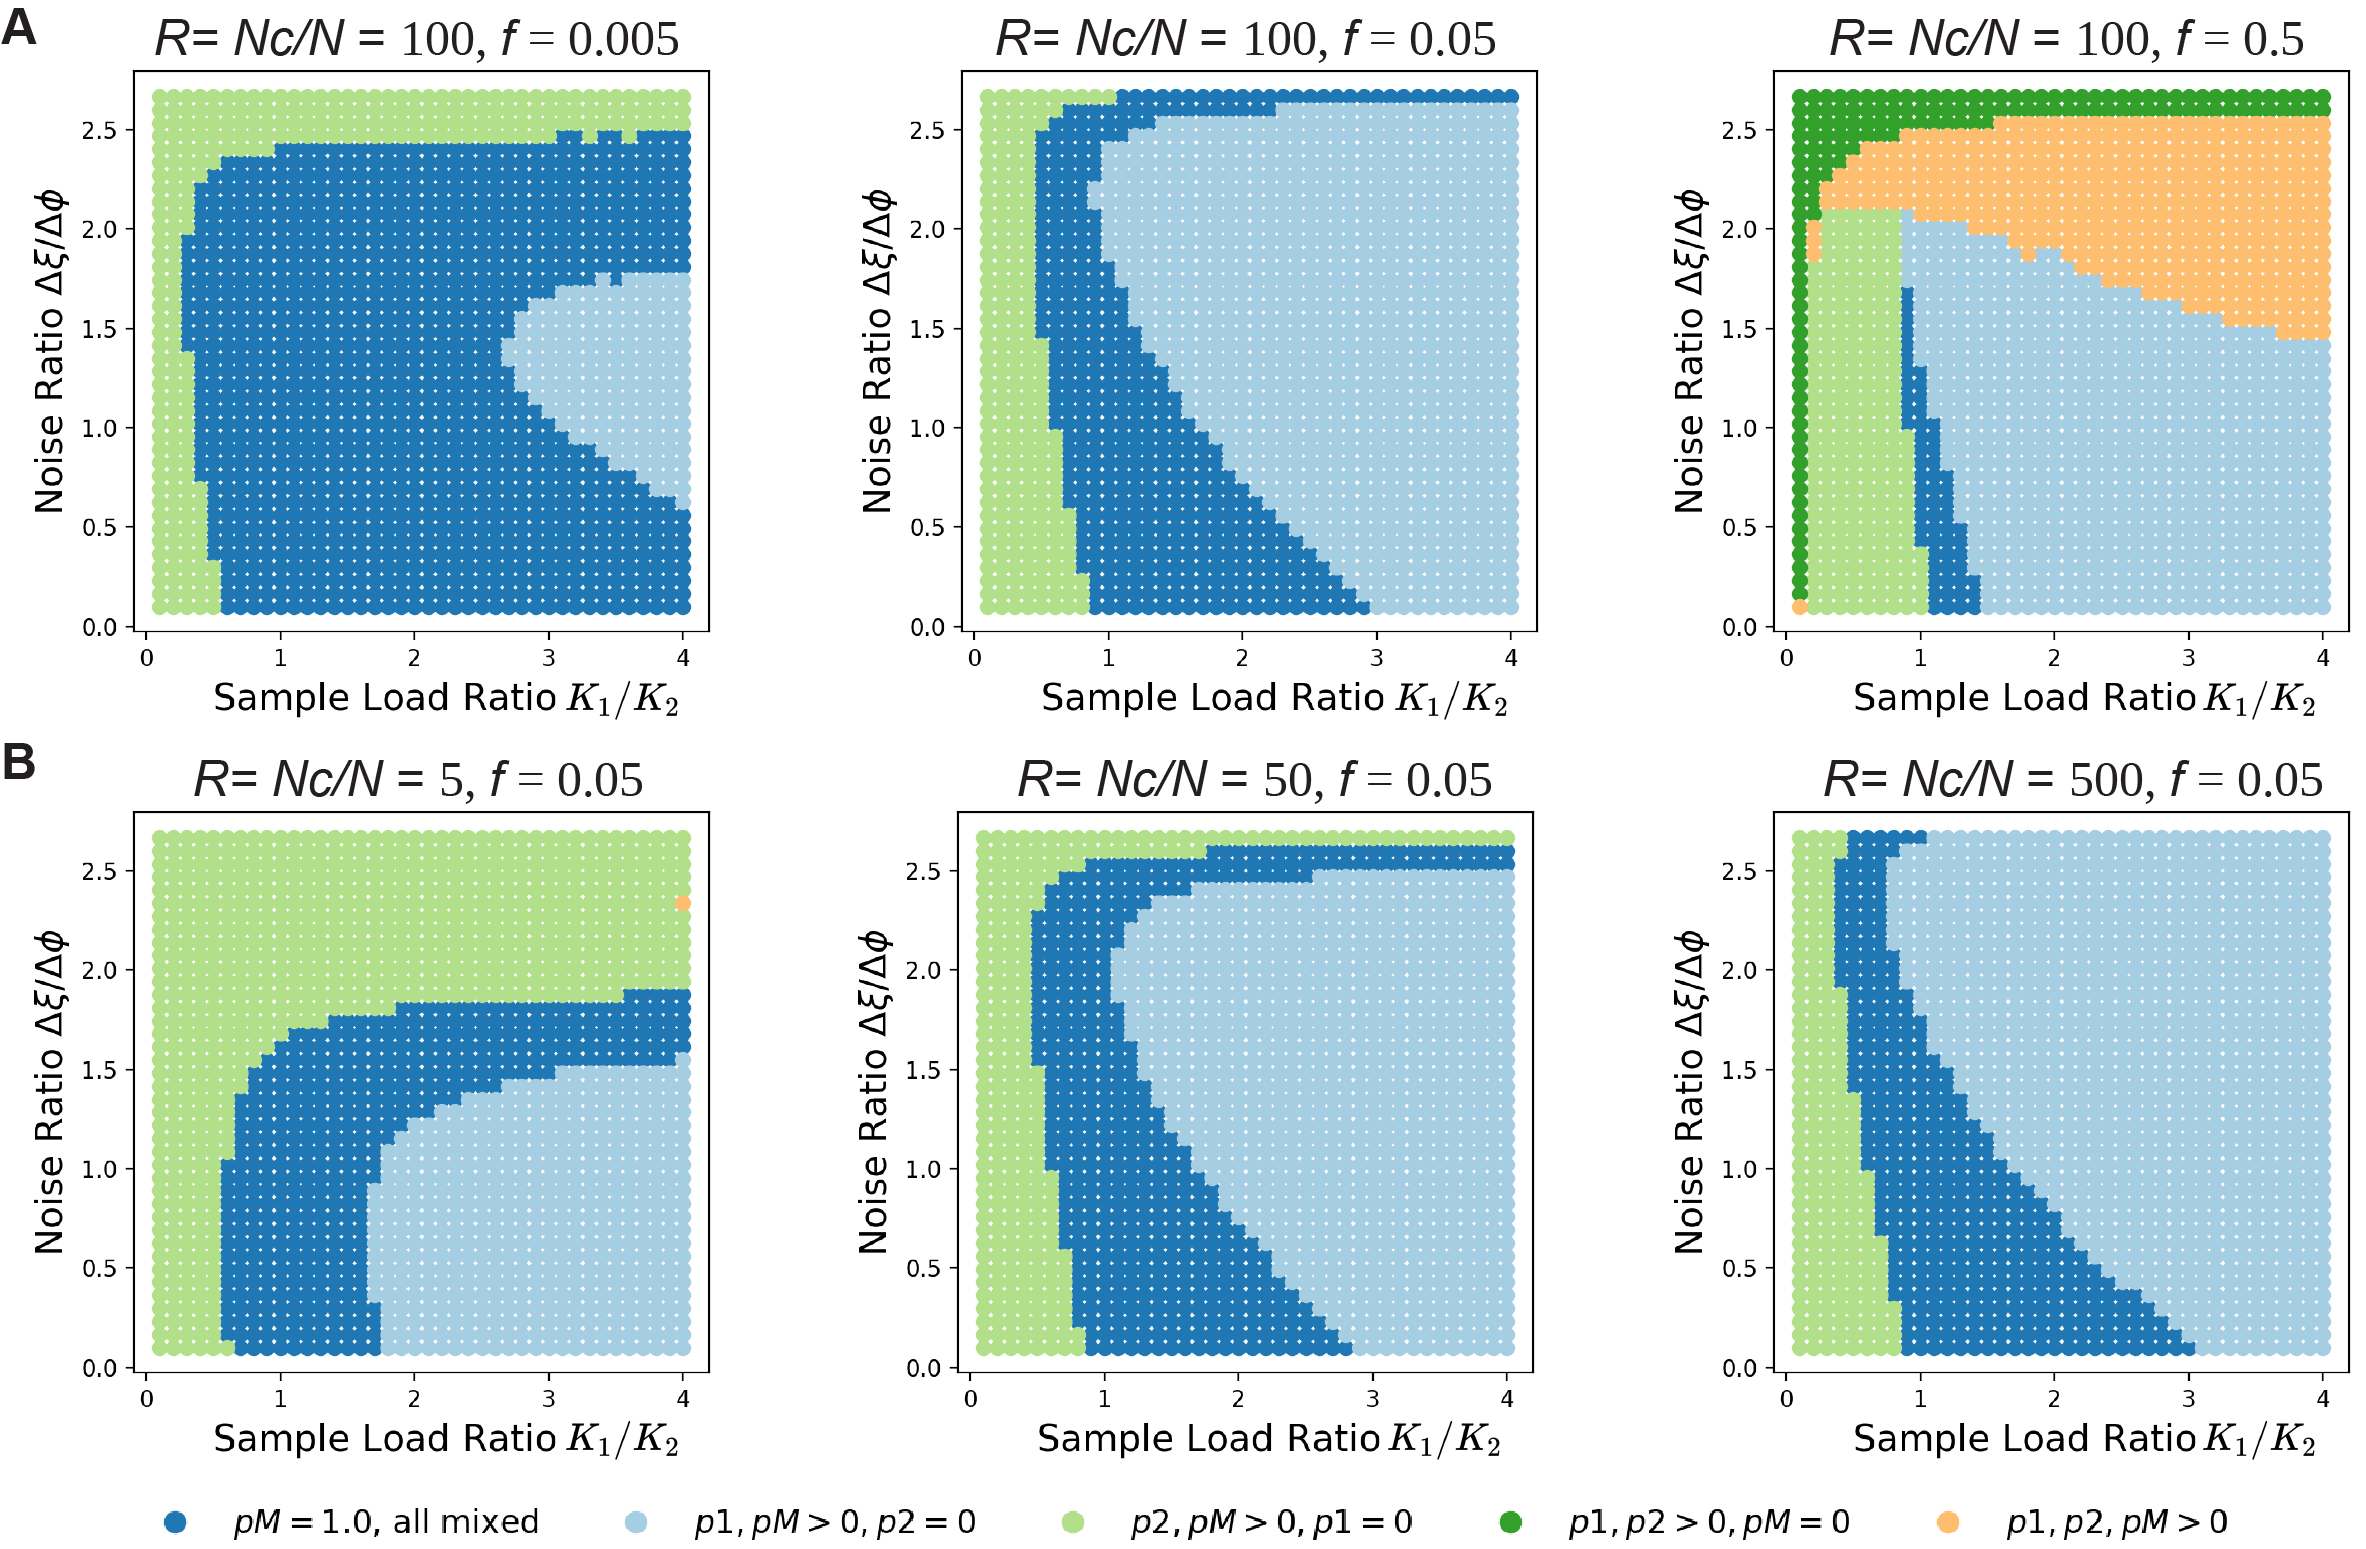 A
R= Nc/N = 100, f = 0.005
R= Nc/N = 100, f = 0.05
R= Nc/N = 100, f = 0.5
Noise Ratio Δξ/Δϕ
2.5
2.0
1.5
1.0
0.5
0.0
0 1 2 3 4
Sample Load Ratio K₁/K₂
Noise Ratio Δξ/Δϕ
2.5
2.0
1.5
1.0
0.5
0.0
0 1 2 3 4
Sample Load Ratio K₁/K₂
Noise Ratio Δξ/Δϕ
2.5
2.0
1.5
1.0
0.5
0.0
0 1 2 3 4
Sample Load Ratio K₁/K₂
B
R= Nc/N = 5, f = 0.05
R= Nc/N = 50, f = 0.05
R= Nc/N = 500, f = 0.05
Noise Ratio Δξ/Δϕ
2.5
2.0
1.5
1.0
0.5
0.0
0 1 2 3 4
Sample Load Ratio K₁/K₂
Noise Ratio Δξ/Δϕ
2.5
2.0
1.5
1.0
0.5
0.0
0 1 2 3 4
Sample Load Ratio K₁/K₂
Noise Ratio Δξ/Δϕ
2.5
2.0
1.5
1.0
0.5
0.0
0 1 2 3 4
Sample Load Ratio K₁/K₂
pM = 1.0, all mixed
p1, pM > 0, p2 = 0
p2, pM > 0, p1 = 0
p1, p2 > 0, pM = 0
p1, p2, pM > 0